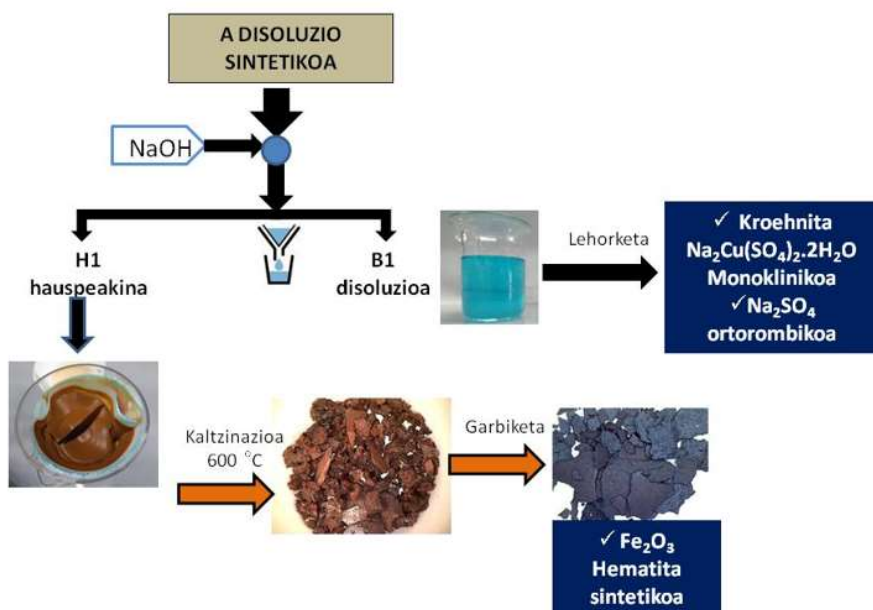 A DISOLUZIO
SINTETIKOA
NaOH
H1
hauspeakina
B1
disoluzioa
Lehorketa
✓ Kroehnita
Na₂Cu(SO₄)₂.2H₂O
Monoklinikoa
✓Na₂SO₄
ortorombikoa
Kaltzinazioa
600 °C
Garbiketa
✓ Fe₂O₃
Hematita
sintetikoa